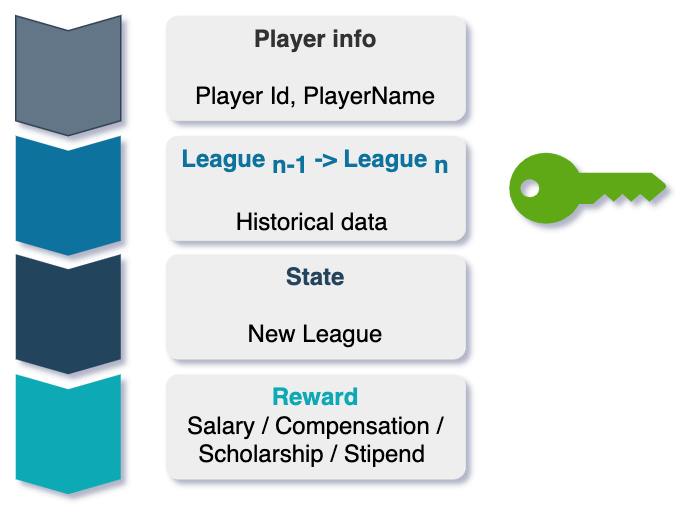 Player info
Player Id, PlayerName
League n-1 -> League n
Historical data
State
New League
Reward
Salary / Compensation /
Scholarship / Stipend